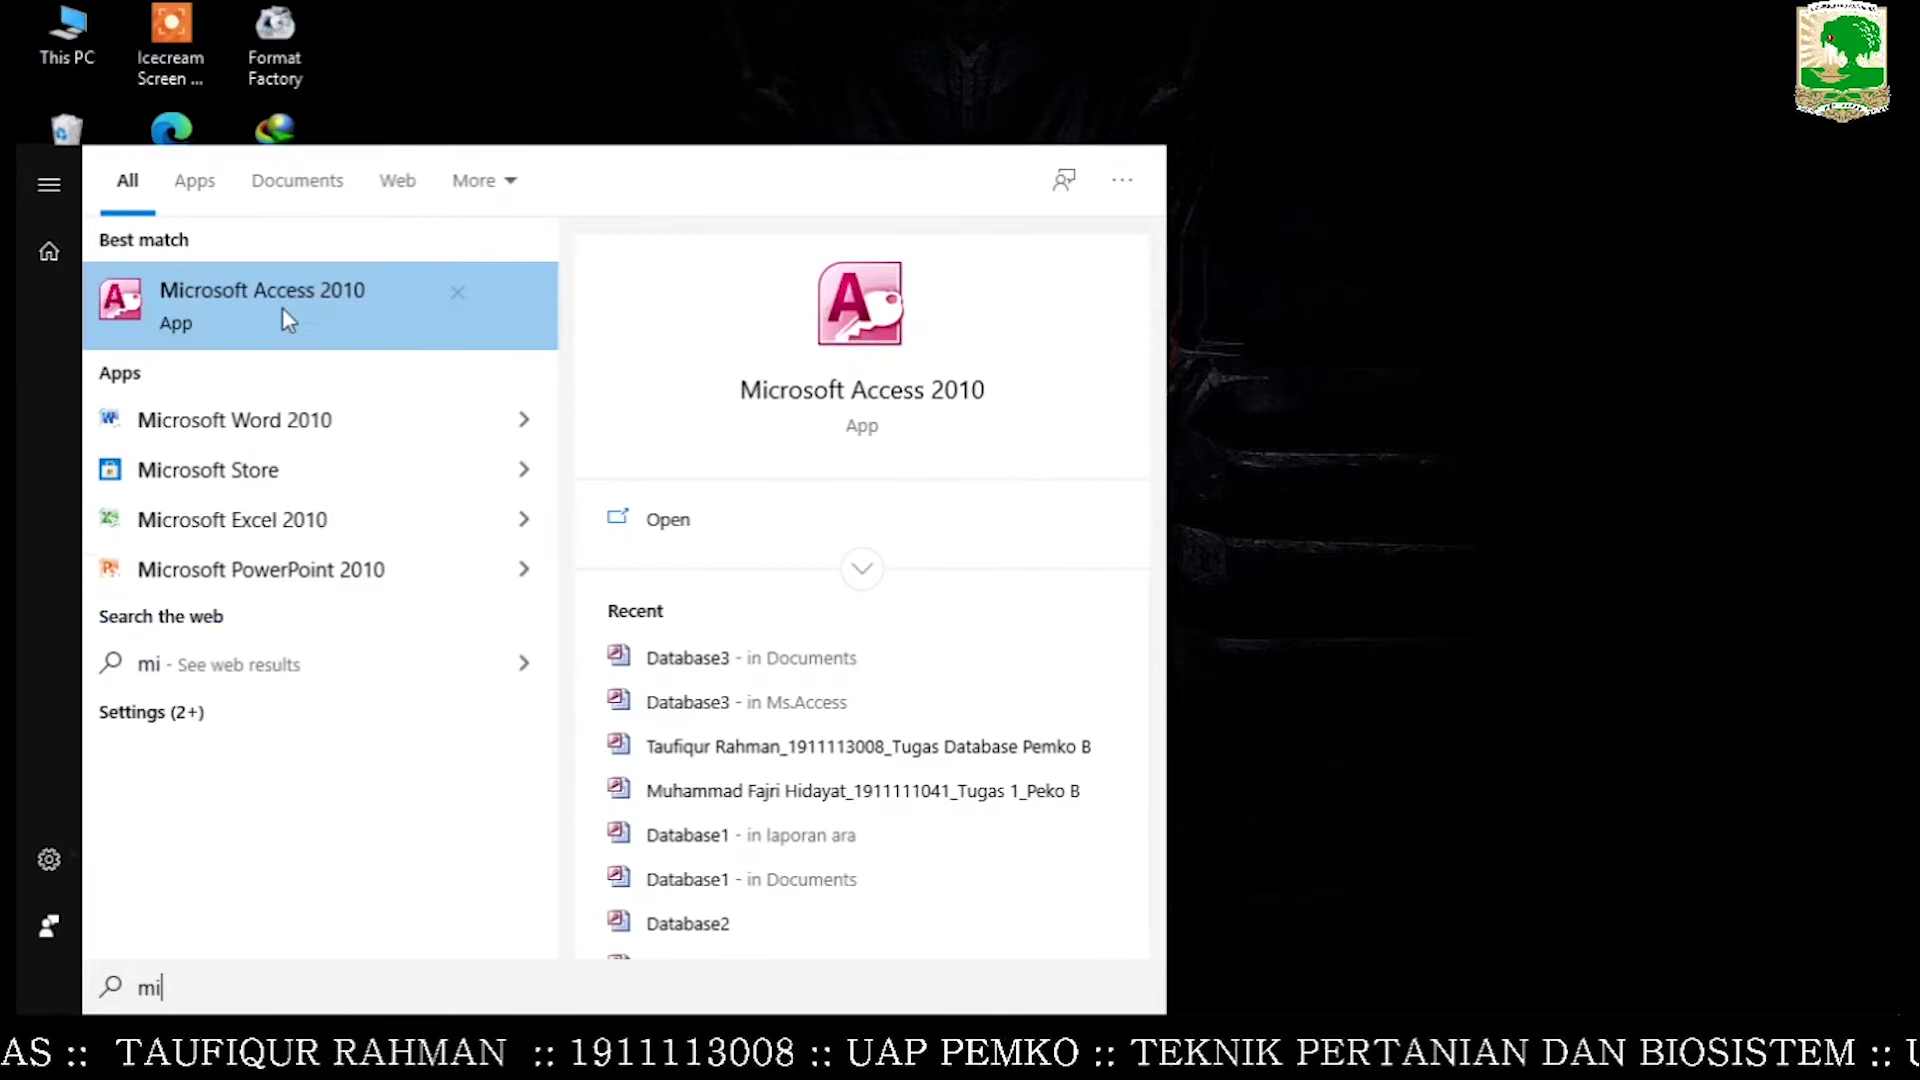 This PC
Icecream
Screen ...
Format
Factory
All
Apps
Documents
Web
More
Best match
Microsoft Access 2010
App
Apps
Microsoft Word 2010
Microsoft Store
Microsoft Excel 2010
Microsoft PowerPoint 2010
Search the web
mi - See web results
Settings (2+)
mi
Microsoft Access 2010
App
Open
Recent
Database3 - in Documents
Database3 - in Ms.Access
Taufiqur Rahman_1911113008_Tugas Database Pemko B
Muhammad Fajri Hidayat_1911111041_Tugas 1_Peko B
Database1 - in laporan ara
Database1 - in Documents
Database2
AS :: TAUFIQUR RAHMAN :: 1911113008 :: UAP PEMKO :: TEKNIK PERTANIAN DAN BIOSISTEM :: U